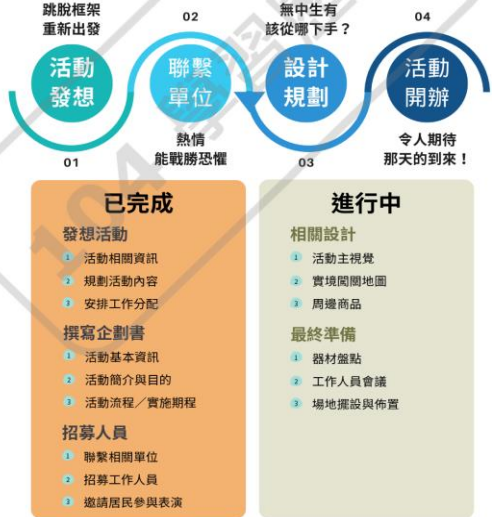 跳脫框架
重新出發
活動
發想
01
02
聯繫
單位
熱情
能戰勝恐懼
無中生有
該從哪下手？
設計
規劃
03
04
活動
開辦
令人期待
那天的到來！
已完成
發想活動
1 活動相關資訊
2 規劃活動內容
3 安排工作分配
撰寫企劃書
1 活動基本資訊
2 活動簡介與目的
3 活動流程／實施期程
招募人員
1 聯繫相關單位
2 招募工作人員
3 邀請居民參與表演
進行中
相關設計
1 活動主視覺
2 實境闖關地圖
3 周邊商品
最終準備
1 器材盤點
2 工作人員會議
3 場地擺設與佈置